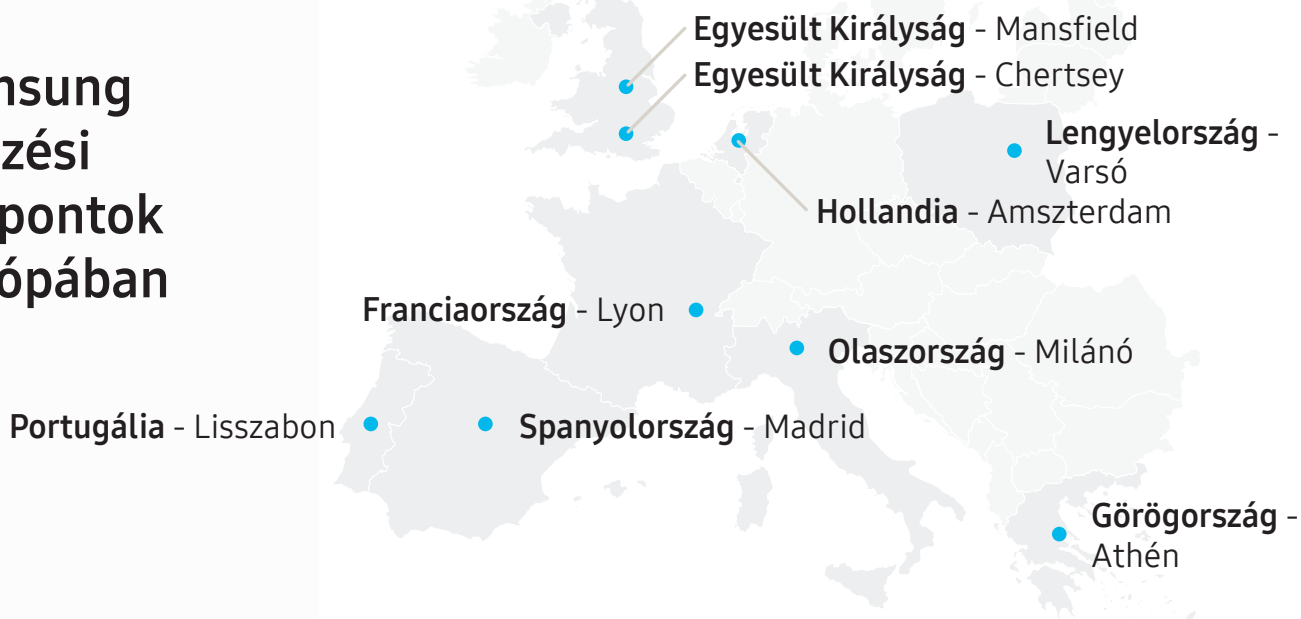 nsung
zési
pontok
ópában
Egyesült Királyság - Mansfield
Egyesült Királyság - Chertsey
Lengyelország -
Varsó
Hollandia - Amszterdam
Franciaország - Lyon
Olaszország - Milánó
Portugália - Lisszabon
Spanyolország - Madrid
Görögország -
Athén